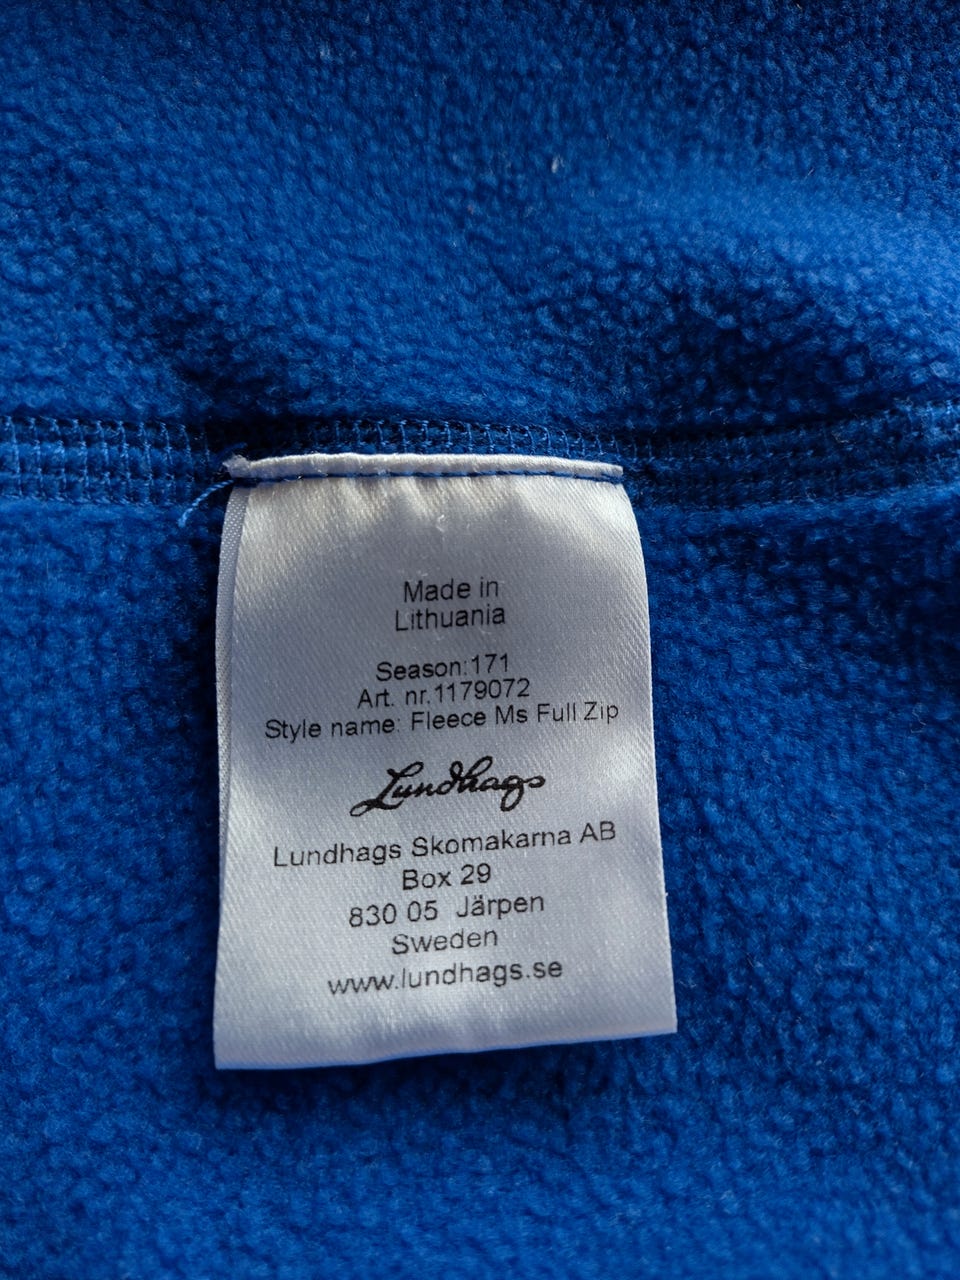 Made in
Lithuania
Season:171
Art. nr.1179072
Style name: Fleece Ms Full Zip
Lundhags
Lundhags Skomakarna AB
Box 29
830 05 Järpen
Sweden
www.lundhags.se